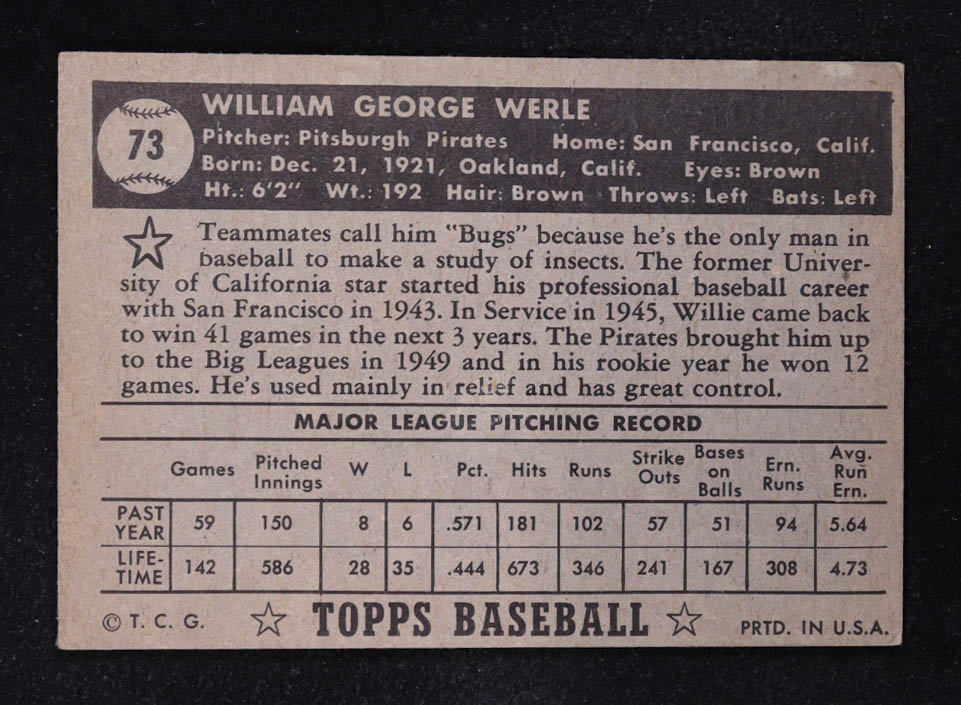 73
WILLIAM GEORGE WERLE
Pitcher: Pitsburgh Pirates Home: San Francisco, Calif.
Born: Dec. 21, 1921, Oakland, Calif. Eyes: Brown
Ht.: 6'2" Wt.: 192 Hair: Brown Throws: Left Bats: Left
Teammates call him "Bugs" because he's the only man in
baseball to make a study of insects. The former Univer-
sity of California star started his professional baseball career
with San Francisco in 1943. In Service in 1945, Willie came back
to win 41 games in the next 3 years. The Pirates brought him up
to the Big Leagues in 1949 and in his rookie year he won 12
games. He's used mainly in relief and has great control.
MAJOR LEAGUE PITCHING RECORD
Games Pitched Innings W L Pct. Hits Runs Strike Outs Bases on Balls Ern. Runs Avg. Run Ern.
PAST YEAR 59 150 8 6 .571 181 102 57 51 94 5.64
LIFE-TIME 142 586 28 35 .444 673 346 241 167 308 4.73
© T. C. G. TOPPS BASEBALL PRTD. IN U.S.A.